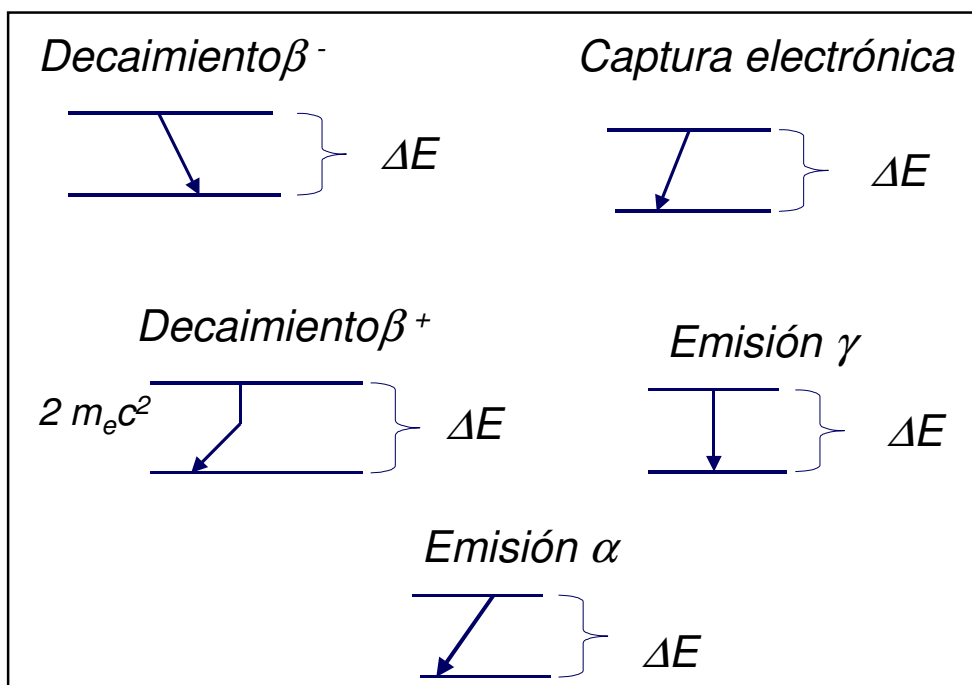 Decaimientoβ -
Captura electrónica
ΔE
ΔE
Decaimientoβ +
Emisión γ
2 mₑc²
ΔE
ΔE
Emisión α
ΔE